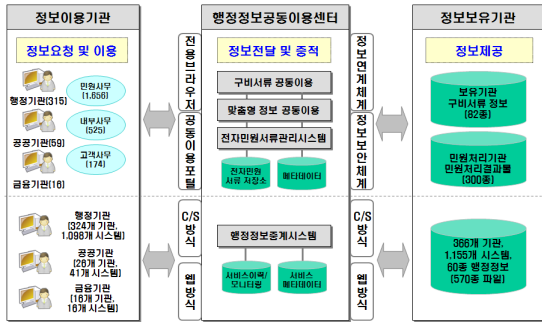 정보이용기관
정보요청 및 이용
행정기관(315)
공공기관(59)
금융기관(16)
민원사무
(1,656)
내부사무
(525)
고객사무
(174)
행정기관
(324개 기관,
1,098개 시스템)
공공기관
(26개 기관,
41개 시스템)
금융기관
(16개 기관,
16개 시스템)
전용브라우저
공동이용포털
C/S
방식
웹방식
행정정보공동이용센터
정보전달 및 중적
구비서류 공동이용
맞춤형 정보 공동이용
전자민원서류관리시스템
전자민원
서류 저장소
메타데이터
행정정보중계시스템
서비스이력/
모니터링
서비스
메타데이터
정보연계체계
정보보안체계
C/S
방식
웹방식
정보보유기관
정보제공
보유기관
구비서류 정보
(82종)
민원처리기관
민원처리결과물
(300종)
366개 기관,
1,155개 시스템,
60종 행정정보
(570종 파일)